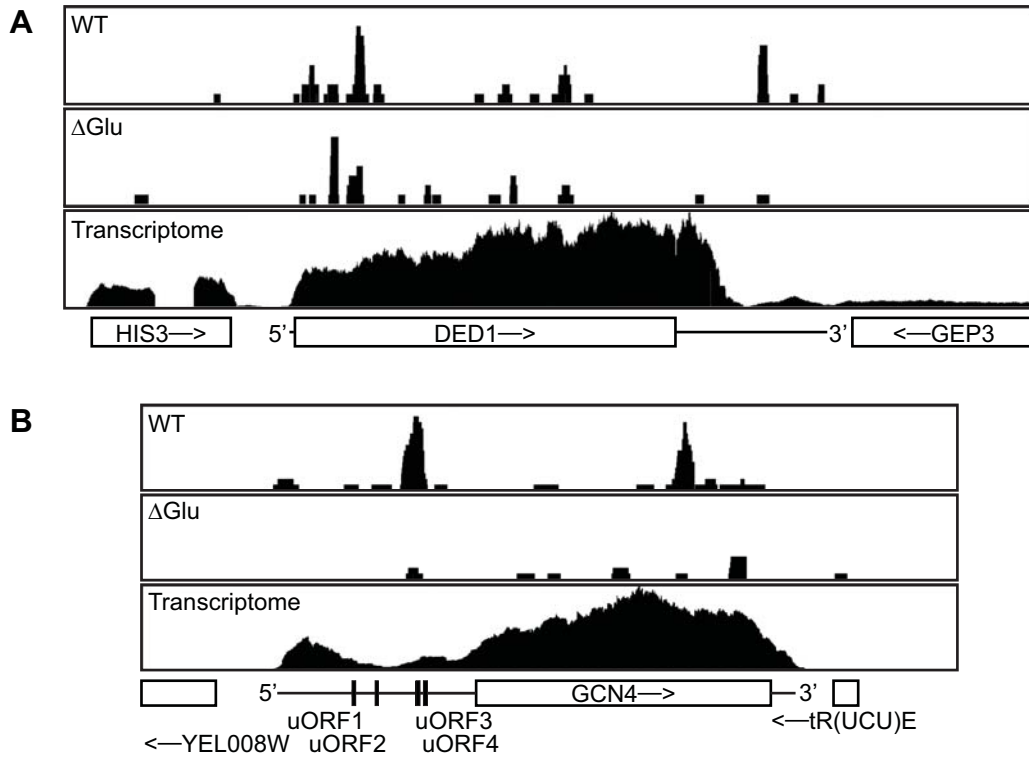 A
WT
ΔGlu
Transcriptome
HIS3—> 5' DED1—> 3' <—GEP3
B
WT
ΔGlu
Transcriptome
5' GCN4—> 3'
uORF1 uORF3 <—tR(UCU)E
<—YEL008W uORF2 uORF4